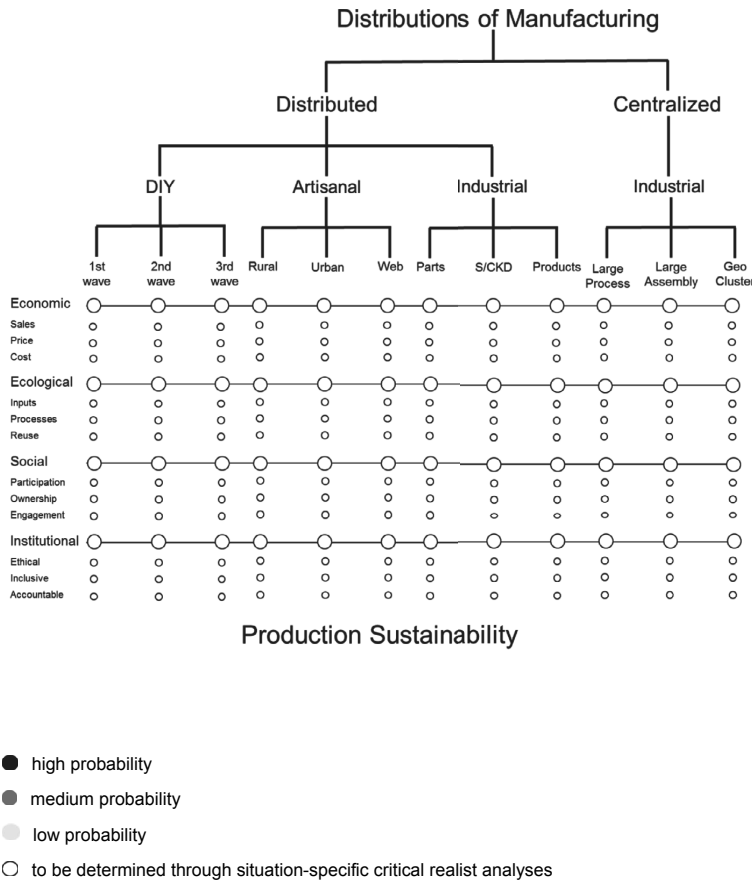 Distributions of Manufacturing
Distributed Centralized
DIY Artisanal Industrial Industrial
1st wave 2nd wave 3rd wave Rural Urban Web Parts S/CKD Products Large Process Large Assembly Geo Cluster
Economic
Sales
Price
Cost
Ecological
Inputs
Processes
Reuse
Social
Participation
Ownership
Engagement
Institutional
Ethical
Inclusive
Accountable
Production Sustainability
high probability
medium probability
low probability
to be determined through situation-specific critical realist analyses